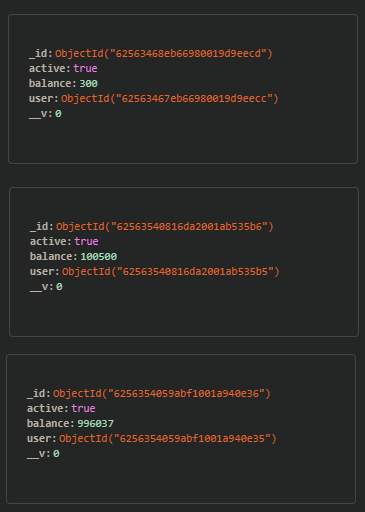 _id: ObjectId("62563468eb66980019d9eecd")
active: true
balance: 300
user: ObjectId("62563467eb66980019d9eecc")
__v: 0
_id: ObjectId("62563540816da2001ab535b6")
active: true
balance: 100500
user: ObjectId("62563540816da2001ab535b5")
__v: 0
_id: ObjectId("6256354059abf1001a940e36")
active: true
balance: 996037
user: ObjectId("6256354059abf1001a940e35")
__v: 0